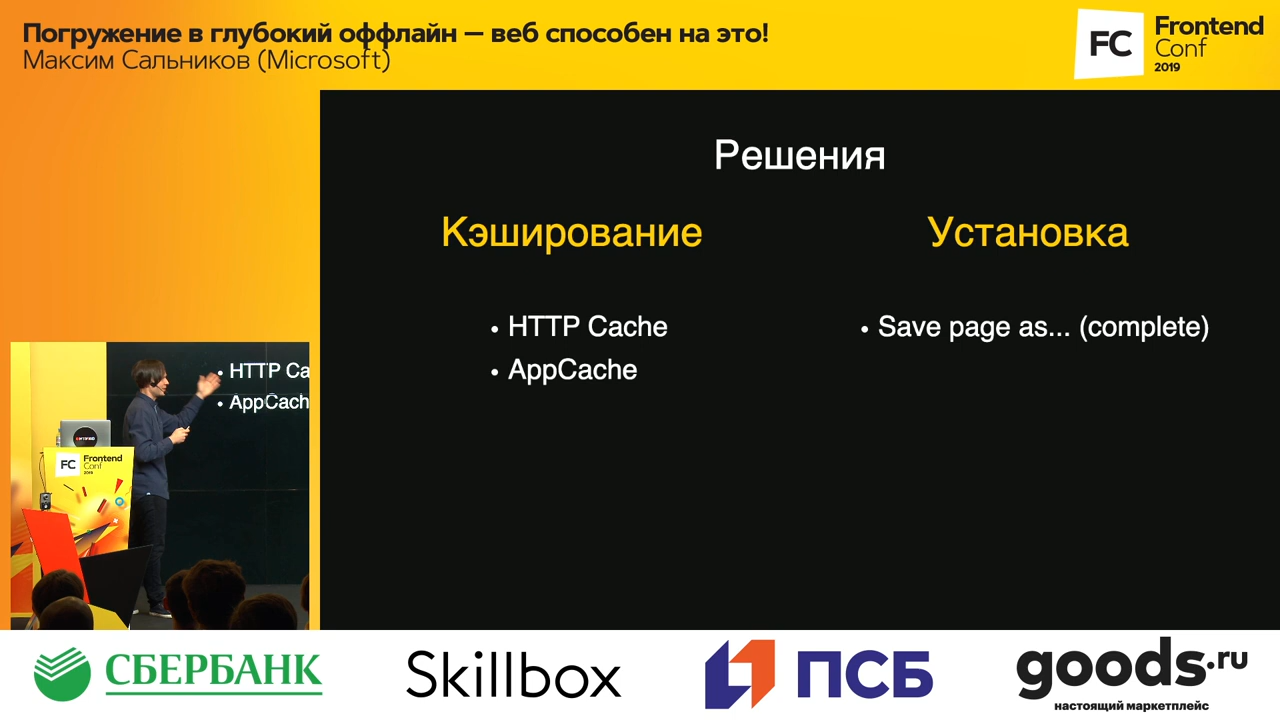 Погружение в глубокий оффлайн — веб способен на это!
Максим Сальников (Microsoft)
FC
Frontend
Conf
2019
Решения
Кэширование
Установка
• HTTP Cache
• AppCache
• Save page as... (complete)
• HTTP Ca
• AppCach
FC
Frontend
Conf
2019
СБЕРБАНК
Skillbox
ПСБ
goods.ru
настоящий маркетплейс